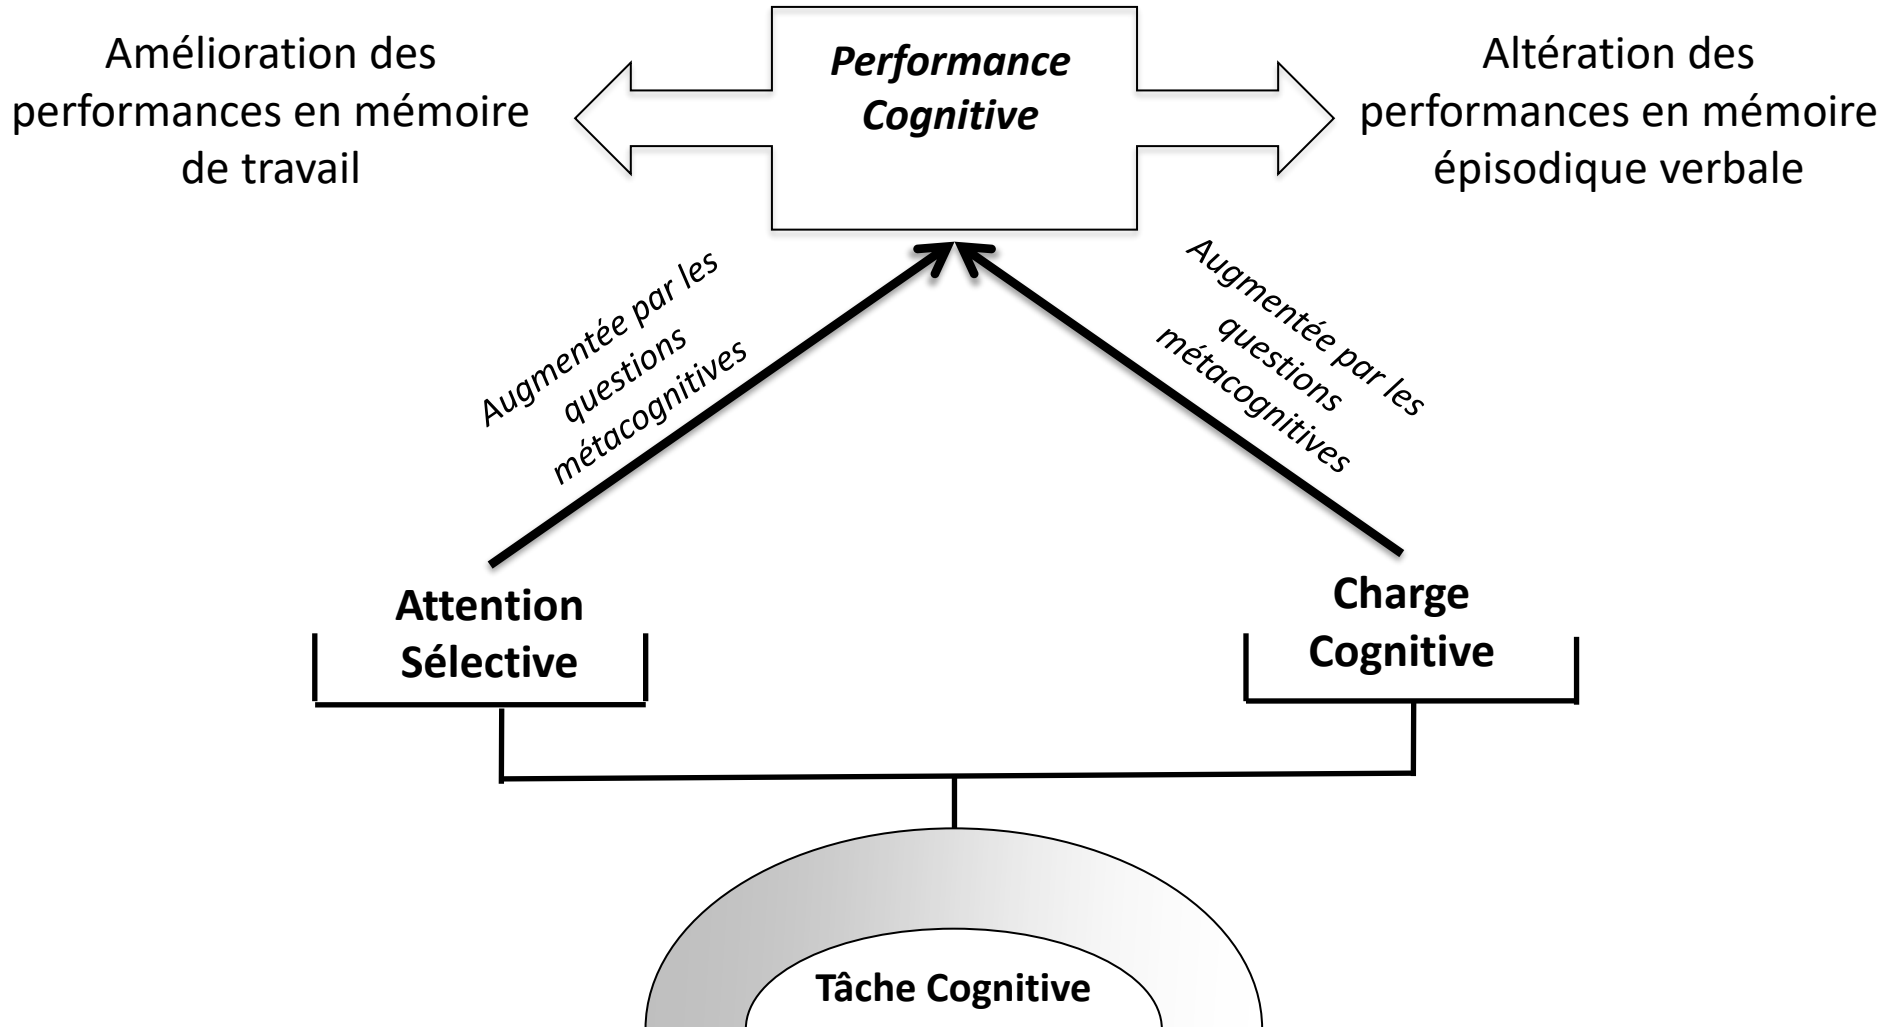 Amélioration des
performances en mémoire
de travail
Performance
Cognitive
Altération des
performances en mémoire
épisodique verbale
Augmentée par les
questions
métacognitives
Augmentée par les
questions
métacognitives
Attention
Sélective
Charge
Cognitive
Tâche Cognitive